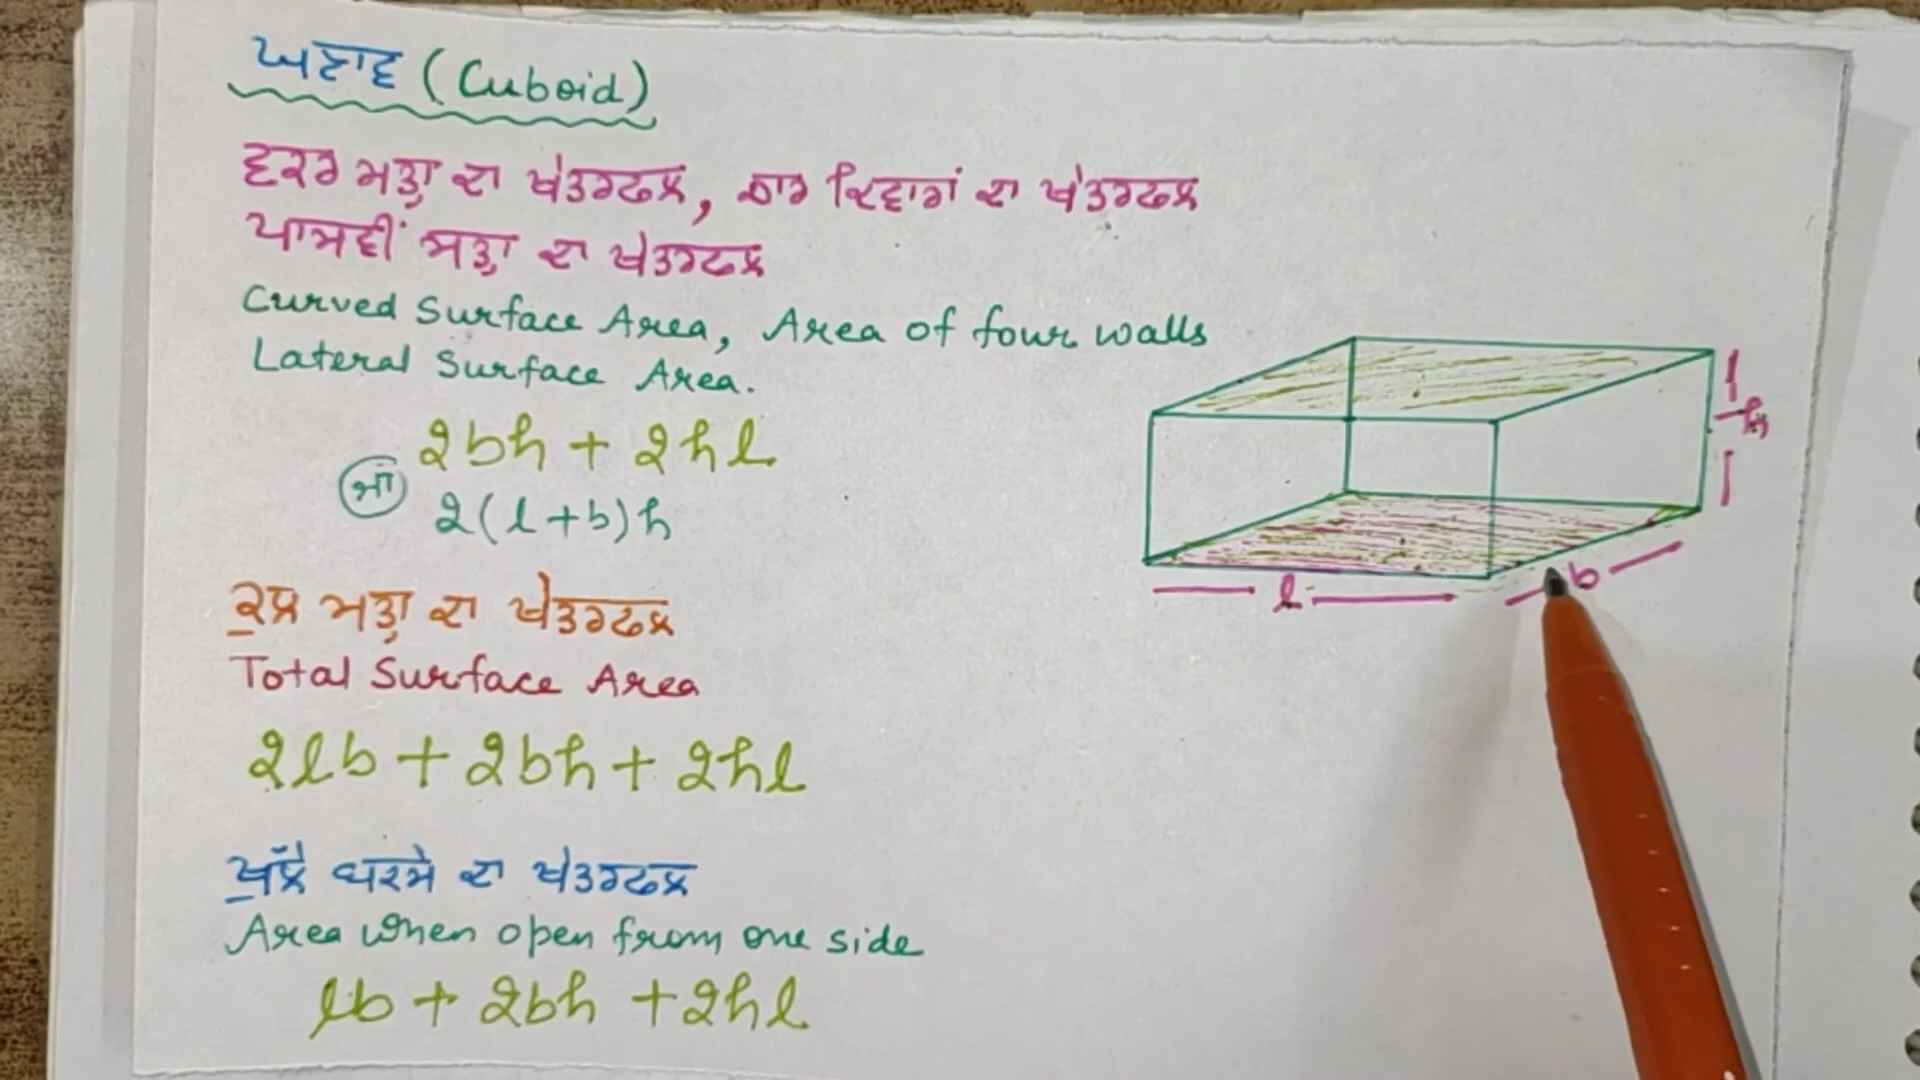 ਘਣਾਵ (Cuboid)
ਵਕਰ ਸਤ੍ਹਾ ਦਾ ਖੇਤਰਫਲ, ਚਾਰ ਦਿਵਾਰਾਂ ਦਾ ਖੇਤਰਫਲ
ਪਾਸਵੀਂ ਸਤ੍ਹਾ ਦਾ ਖੇਤਰਫਲ
Curved Surface Area, Area of four walls
Lateral Surface Area.
2bh + 2hl
ਜਾਂ 2(l+b)h
ਕੁਲ ਸਤ੍ਹਾ ਦਾ ਖੇਤਰਫਲ
Total Surface Area
2lb + 2bh + 2hl
ਖੁੱਲੇ ਬਕਸੇ ਦਾ ਖੇਤਰਫਲ
Area when open from one side
lb + 2bh + 2hl
h
l
b